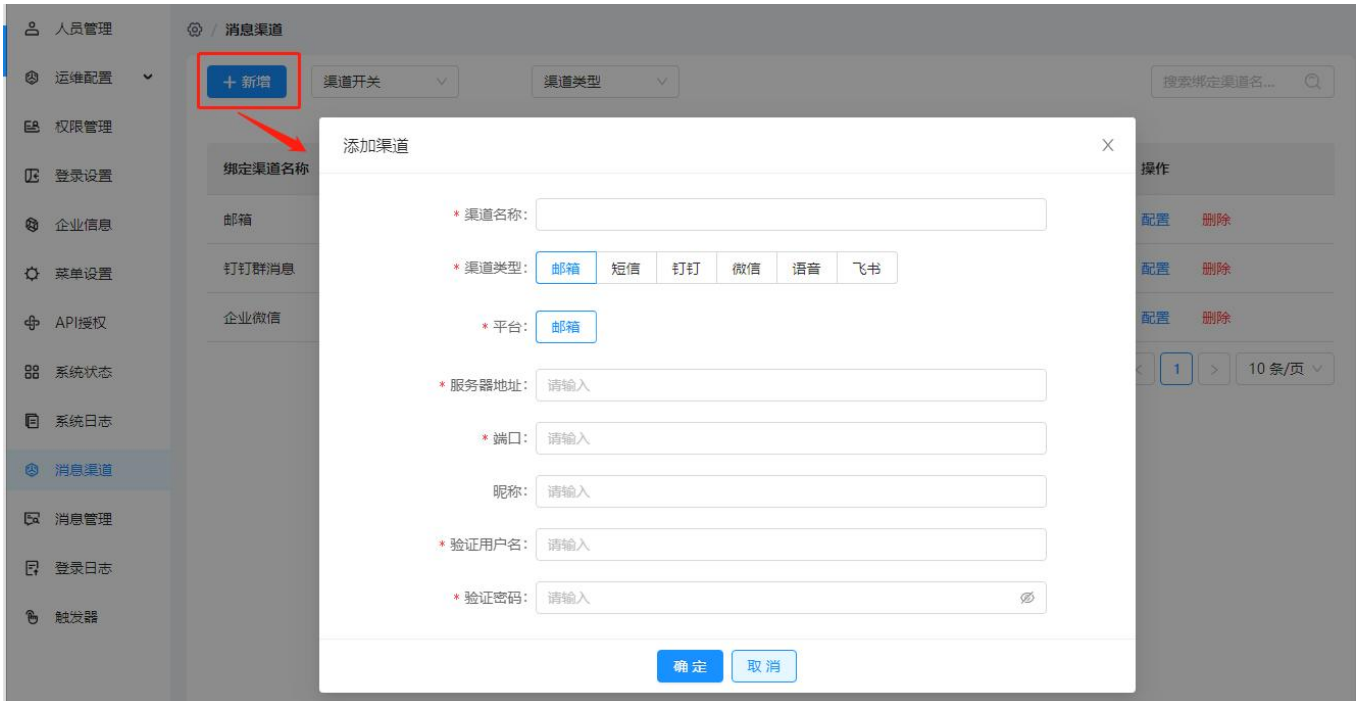 人员管理
运维配置
权限管理
登录设置
企业信息
菜单设置
API授权
系统状态
系统日志
消息渠道
消息管理
登录日志
触发器
/ 消息渠道
+ 新增 渠道开关 渠道类型 搜索绑定渠道名...
绑定渠道名称 操作
邮箱 配置 删除
钉钉群消息 配置 删除
企业微信 配置 删除
< 1 > 10 条/页
添加渠道
* 渠道名称:
* 渠道类型: 邮箱 短信 钉钉 微信 语音 飞书
* 平台: 邮箱
* 服务器地址: 请输入
* 端口: 请输入
昵称: 请输入
* 验证用户名: 请输入
* 验证密码: 请输入
确定 取消